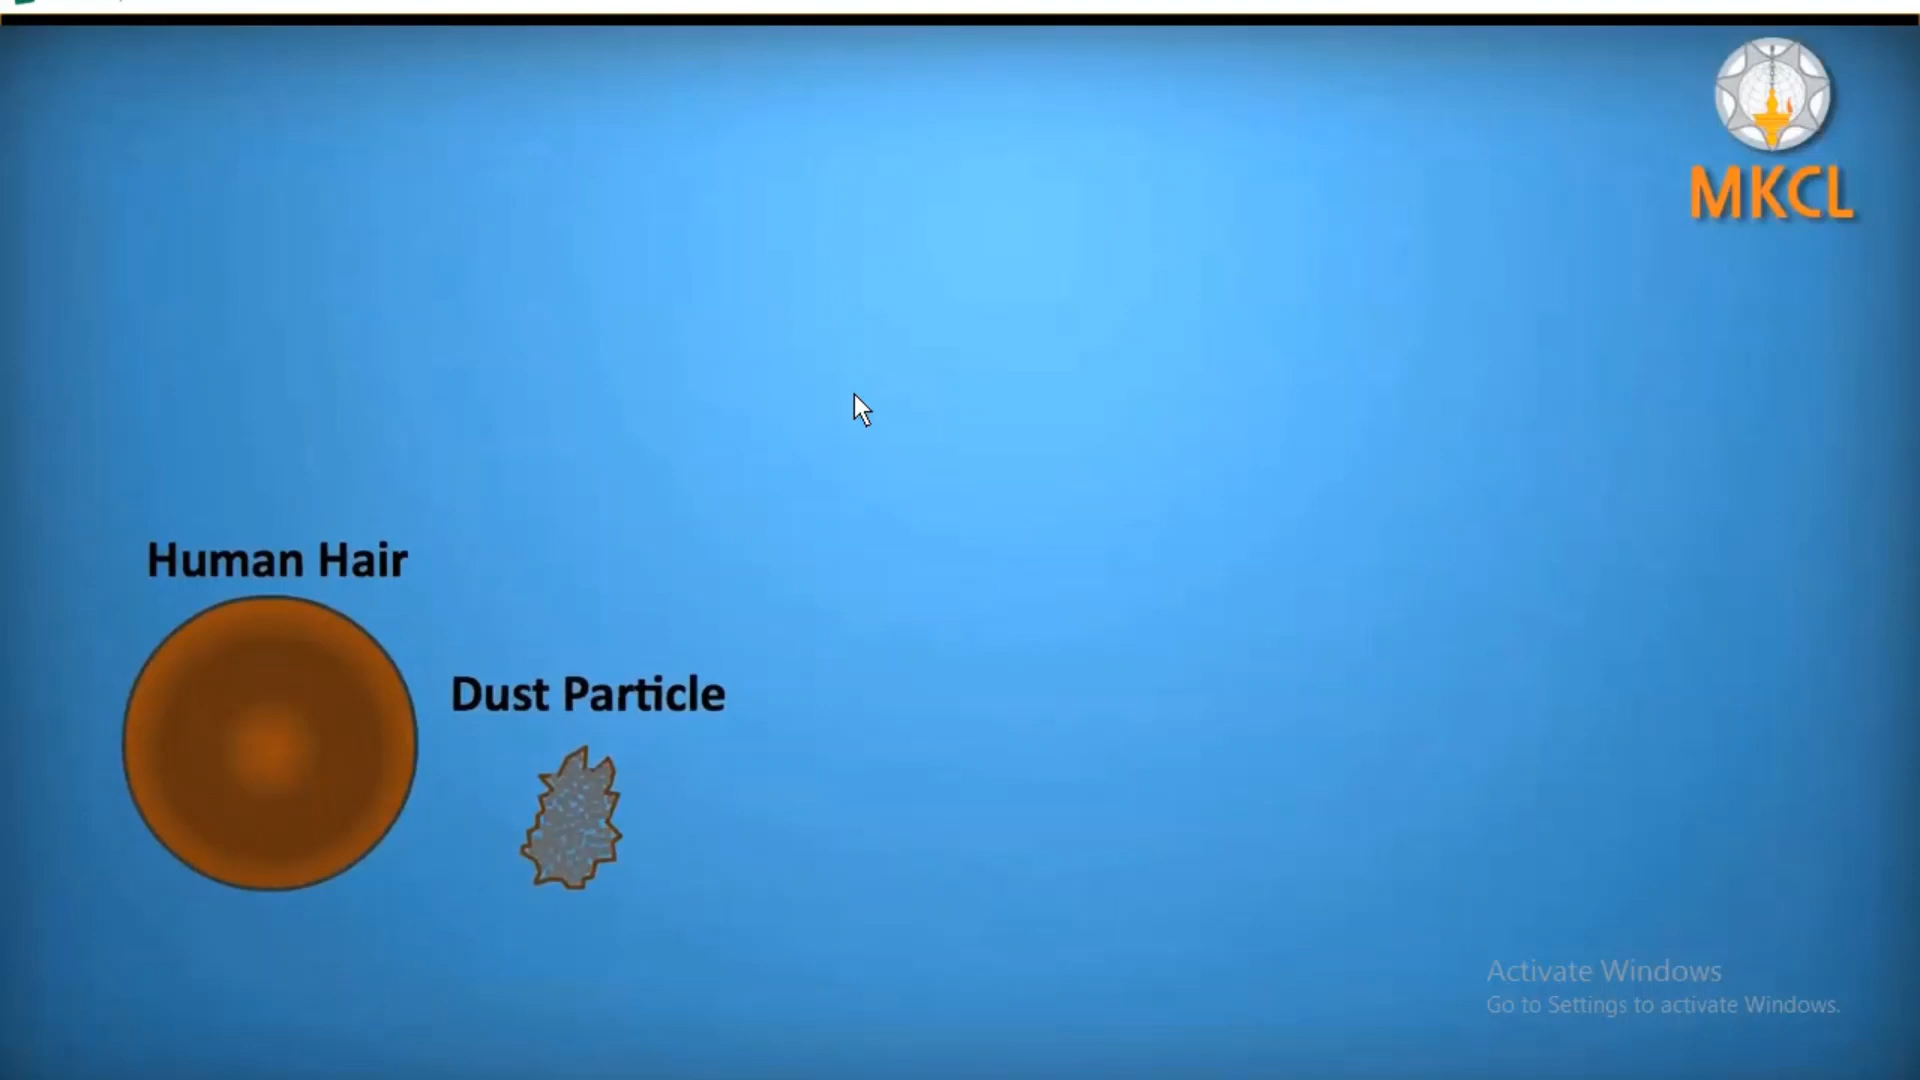 MKCL
Human Hair
Dust Particle
Activate Windows
Go to Settings to activate Windows.